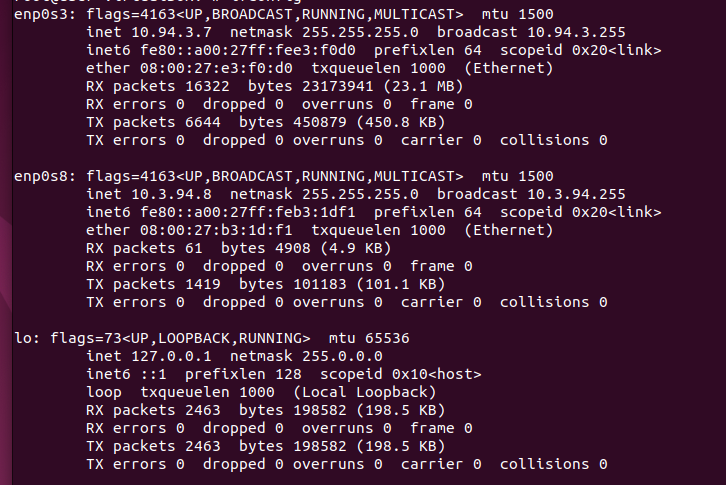 enp0s3: flags=4163<UP,BROADCAST,RUNNING,MULTICAST>  mtu 1500
        inet 10.94.3.7  netmask 255.255.255.0  broadcast 10.94.3.255
        inet6 fe80::a00:27ff:fee3:f0d0  prefixlen 64  scopeid 0x20<link>
        ether 08:00:27:e3:f0:d0  txqueuelen 1000  (Ethernet)
        RX packets 16322  bytes 23173941 (23.1 MB)
        RX errors 0  dropped 0  overruns 0  frame 0
        TX packets 6644  bytes 450879 (450.8 KB)
        TX errors 0  dropped 0 overruns 0  carrier 0  collisions 0

enp0s8: flags=4163<UP,BROADCAST,RUNNING,MULTICAST>  mtu 1500
        inet 10.3.94.8  netmask 255.255.255.0  broadcast 10.3.94.255
        inet6 fe80::a00:27ff:feb3:1df1  prefixlen 64  scopeid 0x20<link>
        ether 08:00:27:b3:1d:f1  txqueuelen 1000  (Ethernet)
        RX packets 61  bytes 4908 (4.9 KB)
        RX errors 0  dropped 0  overruns 0  frame 0
        TX packets 1419  bytes 101183 (101.1 KB)
        TX errors 0  dropped 0 overruns 0  carrier 0  collisions 0

lo: flags=73<UP,LOOPBACK,RUNNING>  mtu 65536
        inet 127.0.0.1  netmask 255.0.0.0
        inet6 ::1  prefixlen 128  scopeid 0x10<host>
        loop  txqueuelen 1000  (Local Loopback)
        RX packets 2463  bytes 198582 (198.5 KB)
        RX errors 0  dropped 0  overruns 0  frame 0
        TX packets 2463  bytes 198582 (198.5 KB)
        TX errors 0  dropped 0 overruns 0  carrier 0  collisions 0